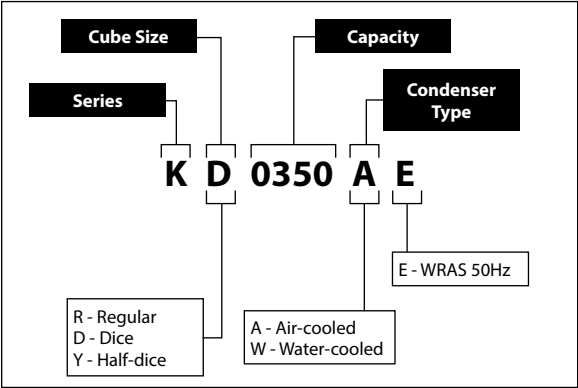 Cube Size
Capacity
Series
Condenser
Type
K D 0350 A E
E - WRAS 50Hz
R - Regular
D - Dice
Y - Half-dice
A - Air-cooled
W - Water-cooled